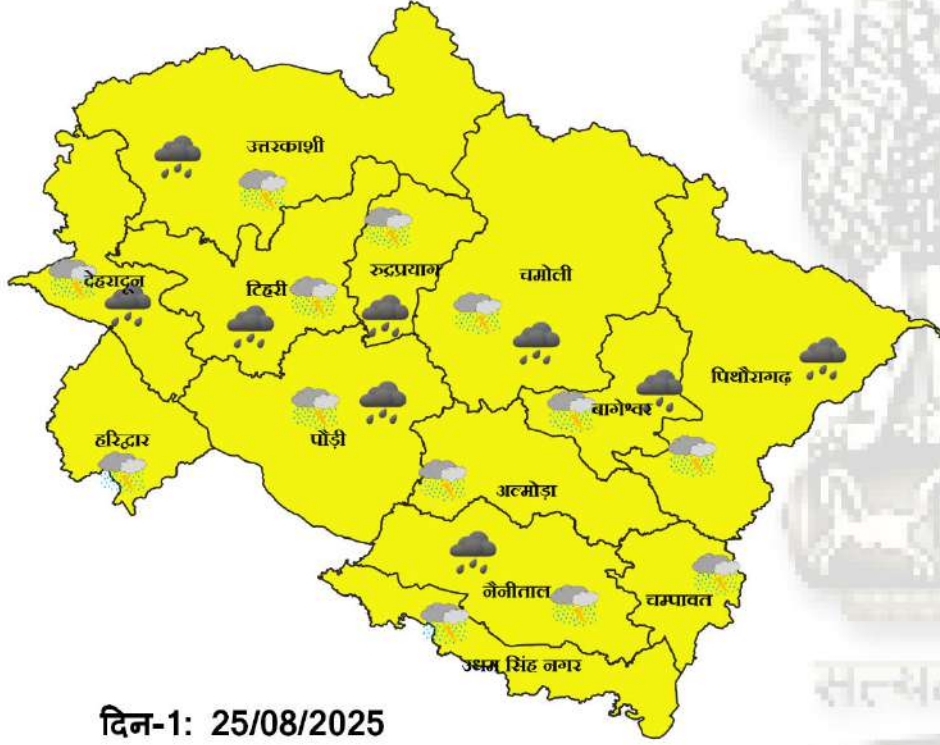 उत्तरकाशी
देहरादून
टिहरी
रुद्रप्रयाग
चमोली
पिथौरागढ़
हरिद्वार
पौड़ी
बागेश्वर
अल्मोड़ा
नैनीताल
चम्पावत
उधम सिंह नगर
दिन-1: 25/08/2025